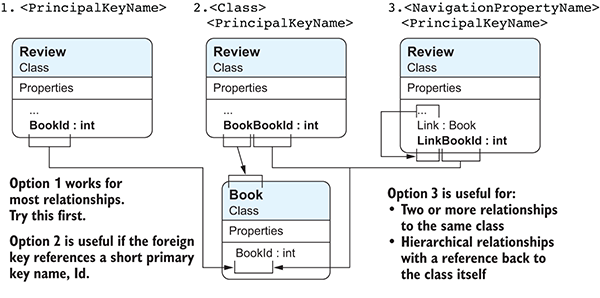 1. <PrincipalKeyName>
2.<Class>
<PrincipalKeyName>
3.<NavigationPropertyName>
<PrincipalKeyName>
Review
Class
Properties
...
BookId : int
Review
Class
Properties
...
BookBookId : int
Review
Class
Properties
...
Link : Book
LinkBookId : int
Option 1 works for
most relationships.
Try this first.
Option 2 is useful if the foreign
key references a short primary
key name, Id.
Book
Class
Properties
BookId : int
Option 3 is useful for:
• Two or more relationships
to the same class
• Hierarchical relationships
with a reference back to
the class itself